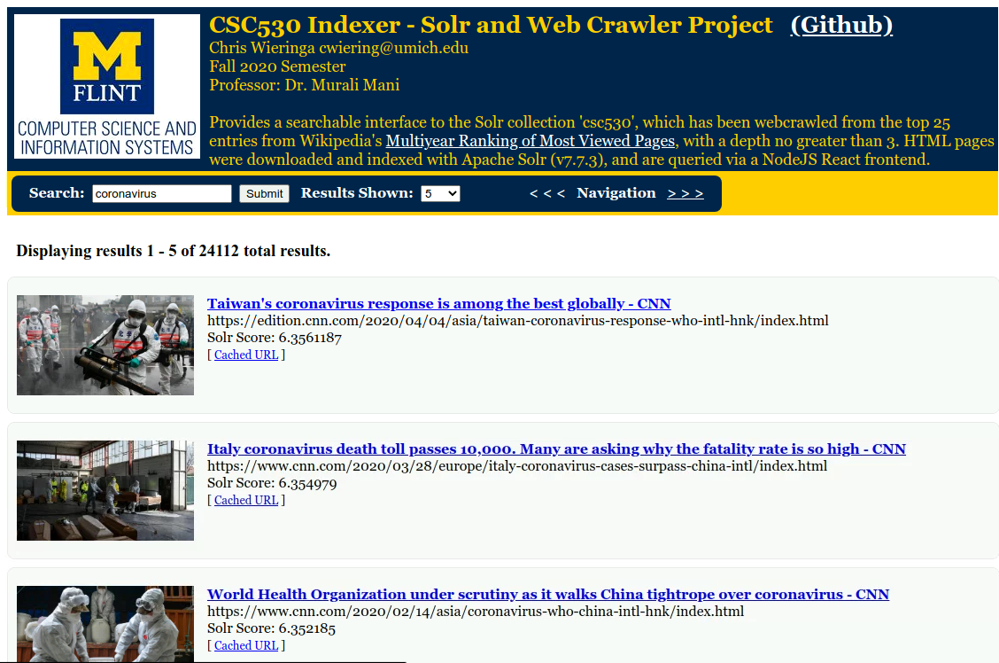 M
FLINT
COMPUTER SCIENCE AND
INFORMATION SYSTEMS
CSC530 Indexer - Solr and Web Crawler Project (Github)
Chris Wieringa cwiering@umich.edu
Fall 2020 Semester
Professor: Dr. Murali Mani
Provides a searchable interface to the Solr collection 'csc530', which has been webcrawled from the top 25
entries from Wikipedia's Multiyear Ranking of Most Viewed Pages, with a depth no greater than 3. HTML pages
were downloaded and indexed with Apache Solr (v7.7.3), and are queried via a NodeJS React frontend.
Search: coronavirus Submit Results Shown: 5 < < < Navigation > > >
Displaying results 1 - 5 of 24112 total results.
Taiwan's coronavirus response is among the best globally - CNN
https://edition.cnn.com/2020/04/04/asia/taiwan-coronavirus-response-who-intl-hnk/index.html
Solr Score: 6.3561187
[ Cached URL ]
Italy coronavirus death toll passes 10,000. Many are asking why the fatality rate is so high - CNN
https://www.cnn.com/2020/03/28/europe/italy-coronavirus-cases-surpass-china-intl/index.html
Solr Score: 6.354979
[ Cached URL ]
World Health Organization under scrutiny as it walks China tightrope over coronavirus - CNN
https://www.cnn.com/2020/02/14/asia/coronavirus-who-china-intl-hnk/index.html
Solr Score: 6.352185
[ Cached URL ]